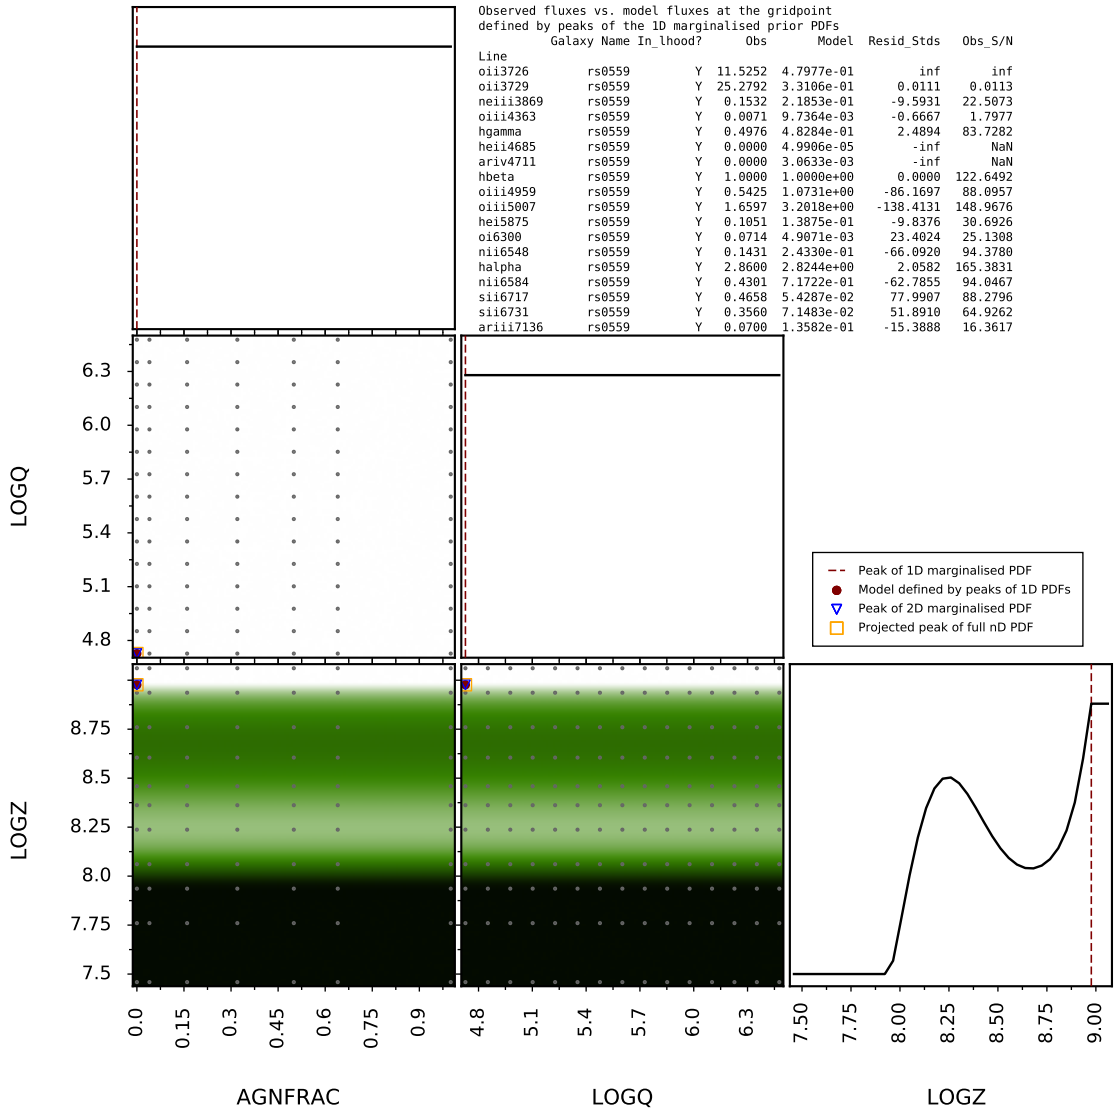 Observed fluxes vs. model fluxes at the gridpoint
defined by peaks of the 1D marginalised prior PDFs
Galaxy Name In_lhood? Obs Model Resid_Stds Obs_S/N
Line
oii3726 rs0559 Y 11.5252 4.7977e-01 inf inf
oii3729 rs0559 Y 25.2792 3.3106e-01 0.0111 0.0113
neiii3869 rs0559 Y 0.1532 2.1853e-01 -9.5931 22.5073
oiii4363 rs0559 Y 0.0071 9.7364e-03 -0.6667 1.7977
hgamma rs0559 Y 0.4976 4.8284e-01 2.4894 83.7282
heii4685 rs0559 Y 0.0000 4.9906e-05 -inf NaN
ariv4711 rs0559 Y 0.0000 3.0633e-03 -inf NaN
hbeta rs0559 Y 1.0000 1.0000e+00 0.0000 122.6492
oiii4959 rs0559 Y 0.5425 1.0731e+00 -86.1697 88.0957
oiii5007 rs0559 Y 1.6597 3.2018e+00 -138.4131 148.9676
hei5875 rs0559 Y 0.1051 1.3875e-01 -9.8376 30.6926
oi6300 rs0559 Y 0.0714 4.9071e-03 23.4024 25.1308
nii6548 rs0559 Y 0.1431 2.4330e-01 -66.0920 94.3780
halpha rs0559 Y 2.8600 2.8244e+00 2.0582 165.3831
nii6584 rs0559 Y 0.4301 7.1722e-01 -62.7855 94.0467
sii6717 rs0559 Y 0.4658 5.4287e-02 77.9907 88.2796
sii6731 rs0559 Y 0.3560 7.1483e-02 51.8910 64.9262
ariii7136 rs0559 Y 0.0700 1.3582e-01 -15.3888 16.3617
LOGQ
6.3
6.0
5.7
5.4
5.1
4.8
Peak of 1D marginalised PDF
Model defined by peaks of 1D PDFs
Peak of 2D marginalised PDF
Projected peak of full nD PDF
LOGZ
8.75
8.5
8.25
8.0
7.75
7.5
0.0 0.15 0.3 0.45 0.6 0.75 0.9
4.8 5.1 5.4 5.7 6.0 6.3
7.50 7.75 8.00 8.25 8.50 8.75 9.00
AGNFRAC LOGQ LOGZ